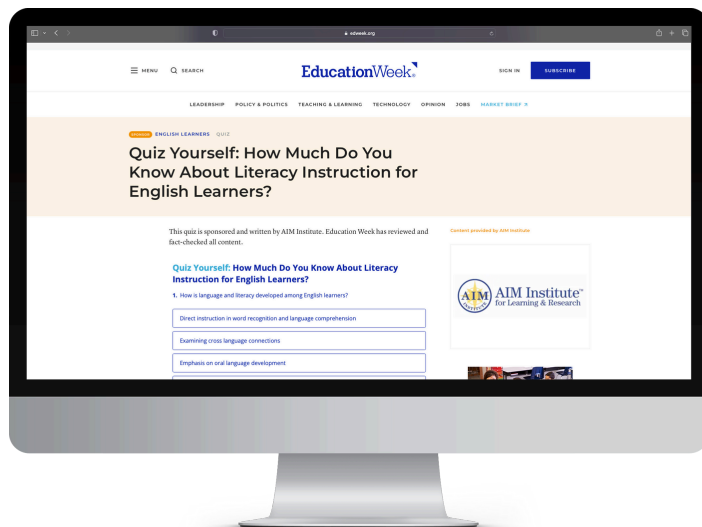 edweek.org
MENU
SEARCH
EducationWeek®
SIGN IN
SUBSCRIBE
LEADERSHIP POLICY & POLITICS TEACHING & LEARNING TECHNOLOGY OPINION JOBS MARKET BRIEF
ENGLISH LEARNERS QUIZ
Quiz Yourself: How Much Do You
Know About Literacy Instruction for
English Learners?
This quiz is sponsored and written by AIM Institute. Education Week has reviewed and
fact-checked all content.
Quiz Yourself: How Much Do You Know About Literacy
Instruction for English Learners?
1. How is language and literacy developed among English learners?
Direct instruction in word recognition and language comprehension
Examining cross language connections
Emphasis on oral language development
Content provided by AIM Institute
AIM
INSTITUTE
AIM Institute™
for Learning & Research